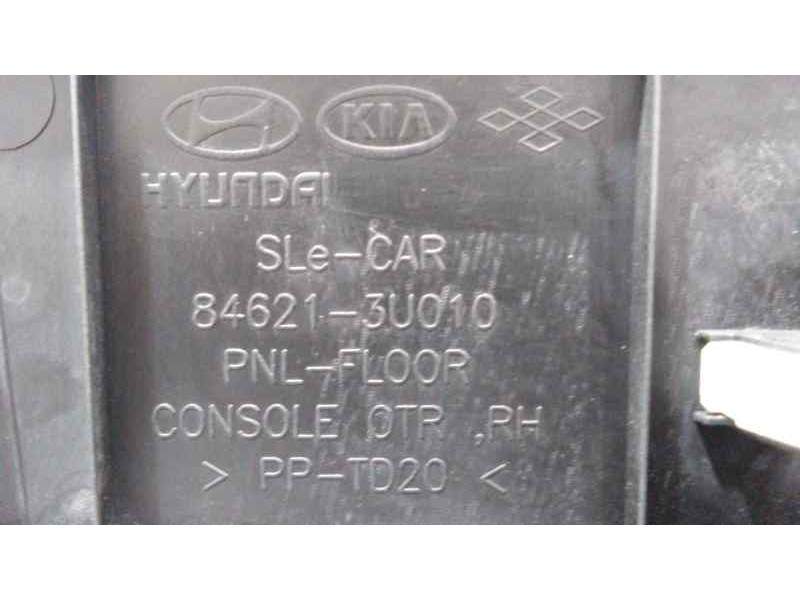 KIA
HYUNDAI
SLe-CAR
84621-3U010
PNL-FLOOR
CONSOLE OTR ,RH
> PP-TD20 <